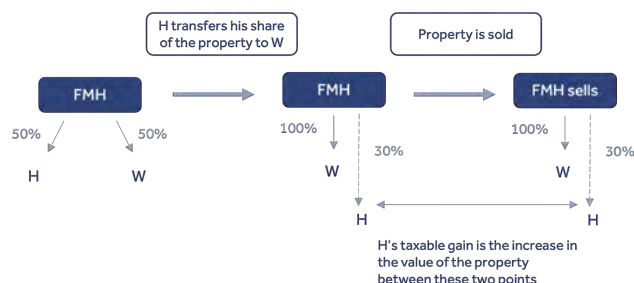 H transfers his share
of the property to W
Property is sold
FMH
FMH
FMH sells
50%
50%
100%
30%
100%
30%
H
W
W
W
H
H
H's taxable gain is the increase in
the value of the property
between these two points